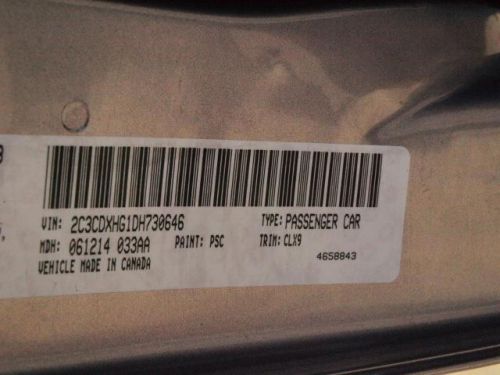 VIN: 2C3CDXHG1DH730646 TYPE: PASSENGER CAR
MDH: 061214 033AA PAINT: PSC TRIM: CLX9
VEHICLE MADE IN CANADA 4658843